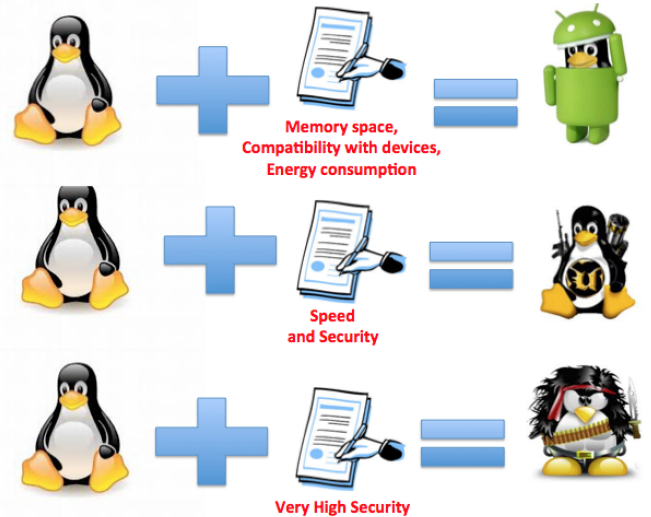 Memory space,
Compatibility with devices,
Energy consumption
Speed
and Security
Very High Security